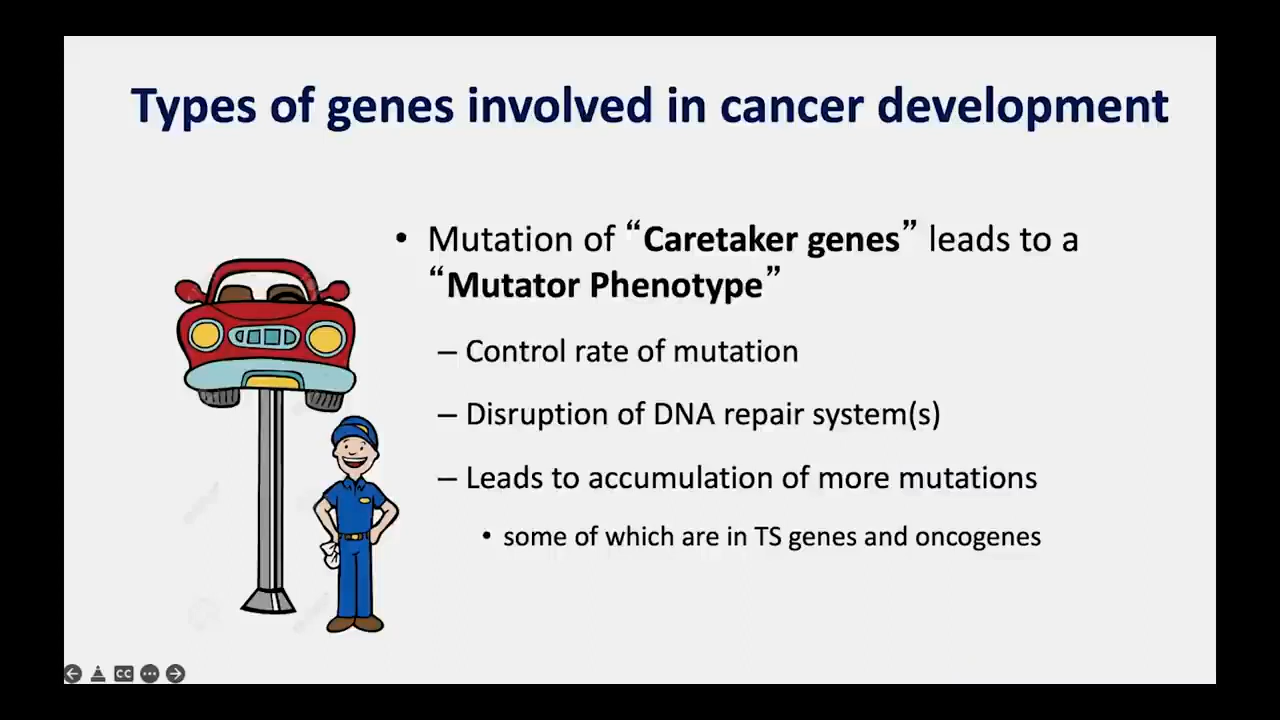 Types of genes involved in cancer development
• Mutation of “Caretaker genes” leads to a
“Mutator Phenotype”
– Control rate of mutation
– Disruption of DNA repair system(s)
– Leads to accumulation of more mutations
• some of which are in TS genes and oncogenes
CC